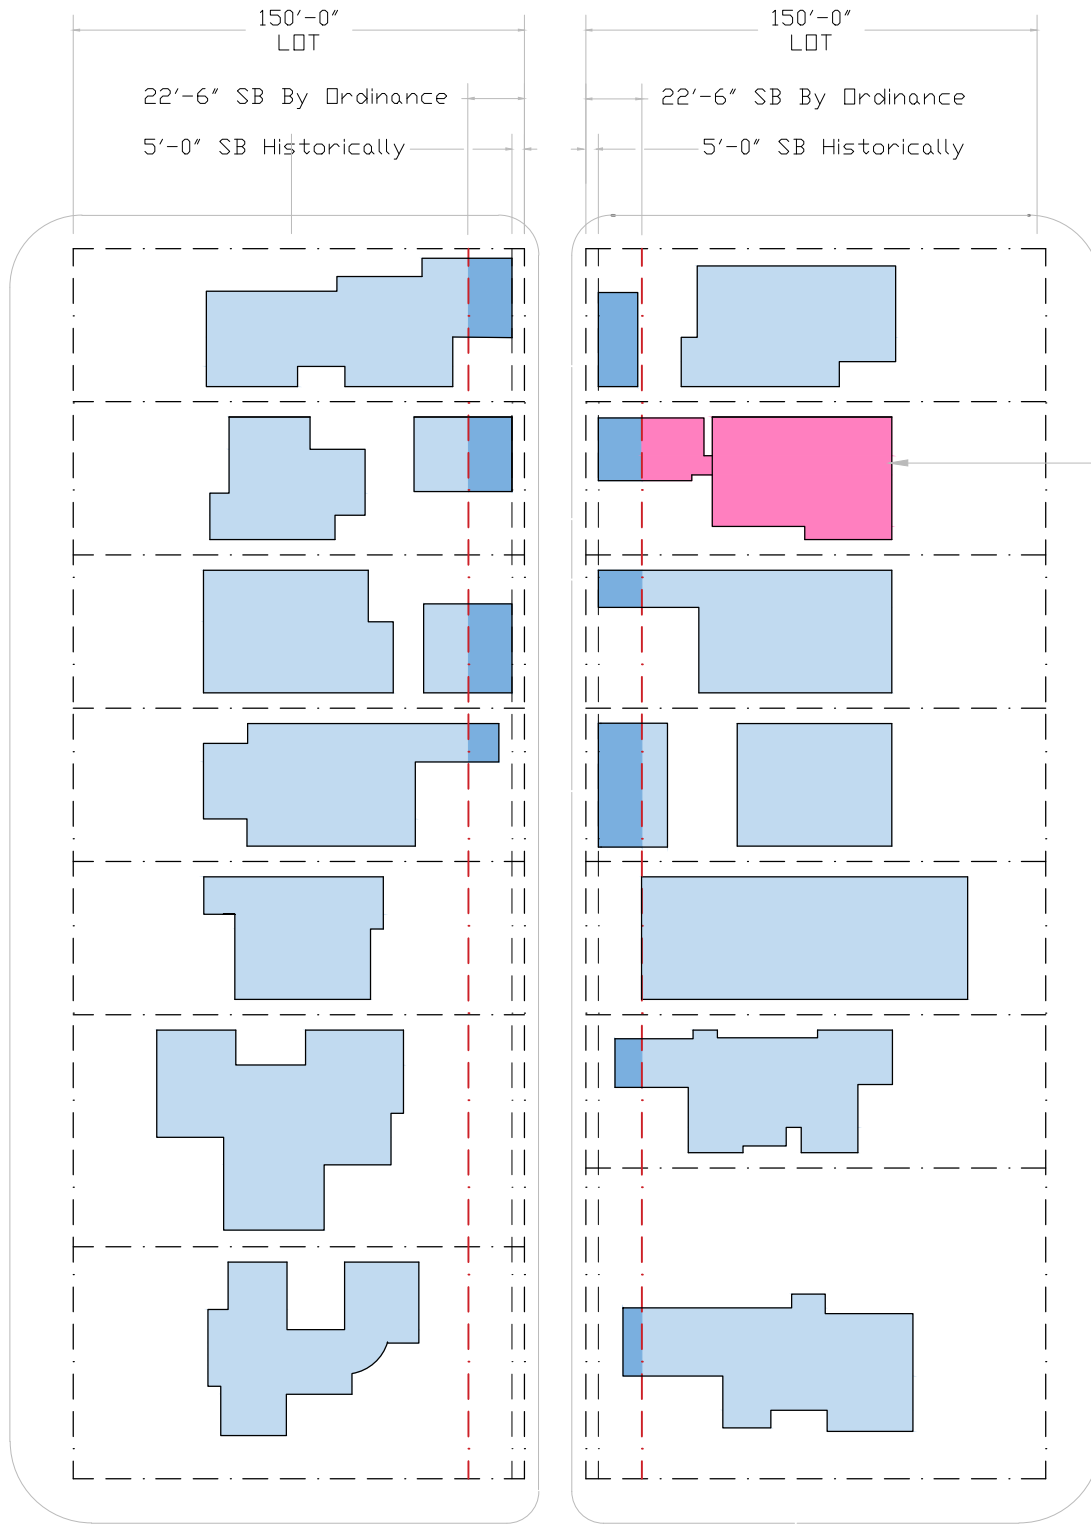 150'-0"
LOT
22'-6" SB By Ordinance
5'-0" SB Historically
150'-0"
LOT
22'-6" SB By Ordinance
5'-0" SB Historically